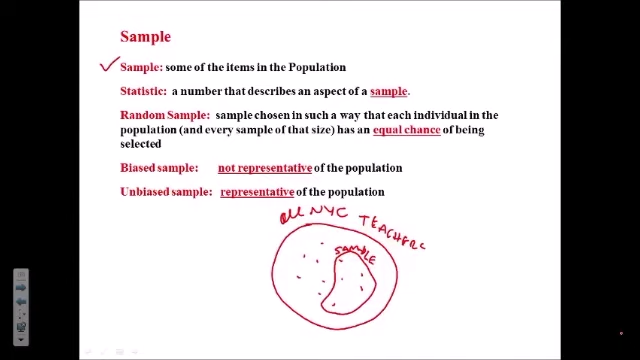 Sample
Sample: some of the items in the Population
Statistic: a number that describes an aspect of a sample.
Random Sample: sample chosen in such a way that each individual in the
population (and every sample of that size) has an equal chance of being
selected
Biased sample: not representative of the population
Unbiased sample: representative of the population
all NYC TEACHERS
SAMPLE